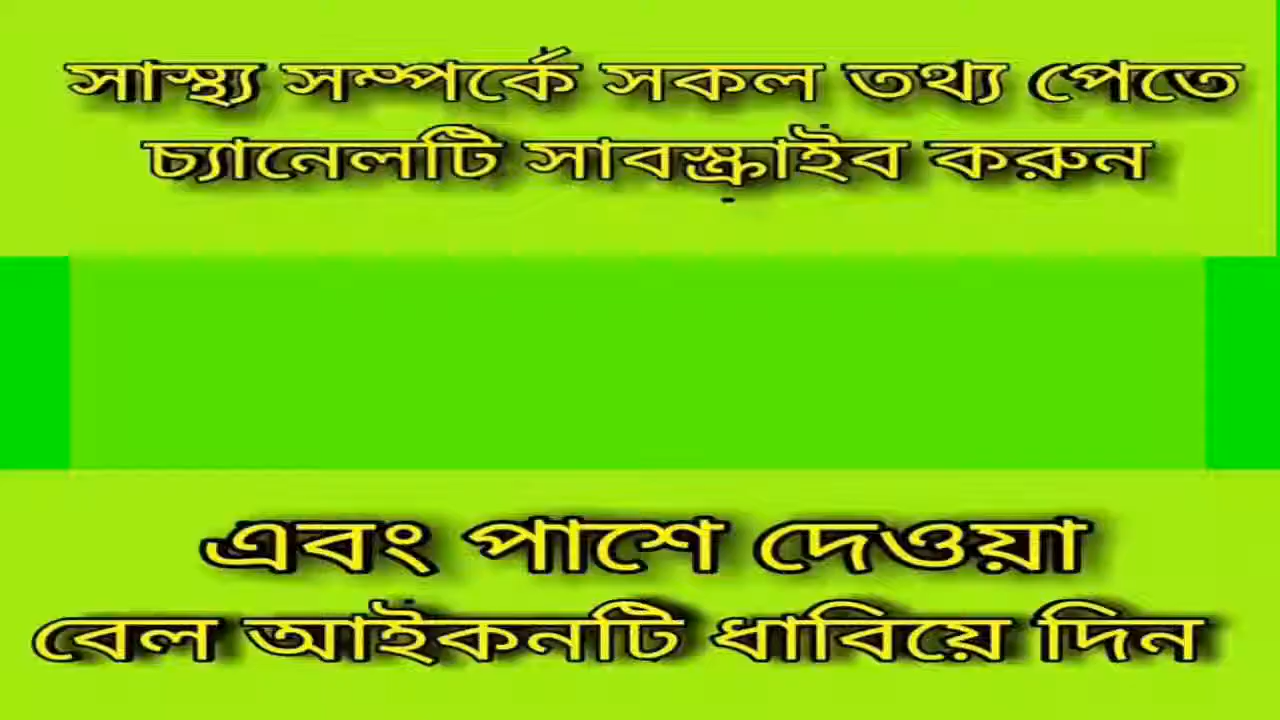 সাস্থ্য সম্পর্কে সকল তথ্য পেতে
চ্যানেলটি সাবস্ক্রাইব করুন
এবং পাশে দেওয়া
বেল আইকনটি ধাবিয়ে দিন